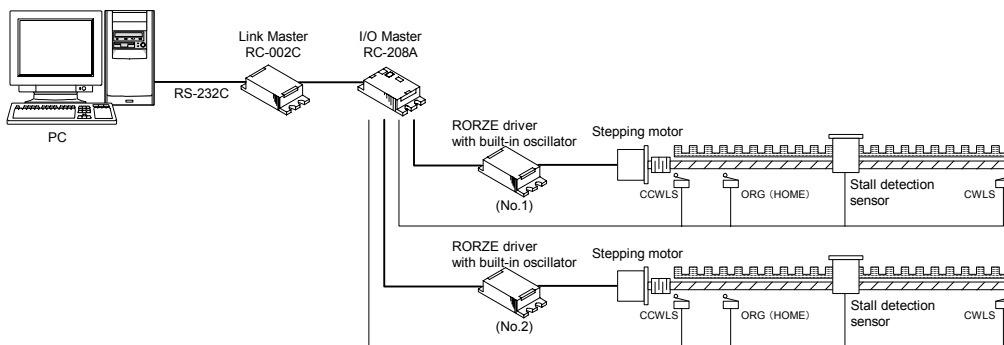 Link Master
RC-002C
I/O Master
RC-208A
RS-232C
PC
RORZE driver
with built-in oscillator
(No.1)
Stepping motor
CCWLS
ORG (HOME)
Stall detection
sensor
CWLS
RORZE driver
with built-in oscillator
(No.2)
Stepping motor
CCWLS
ORG (HOME)
Stall detection
sensor
CWLS